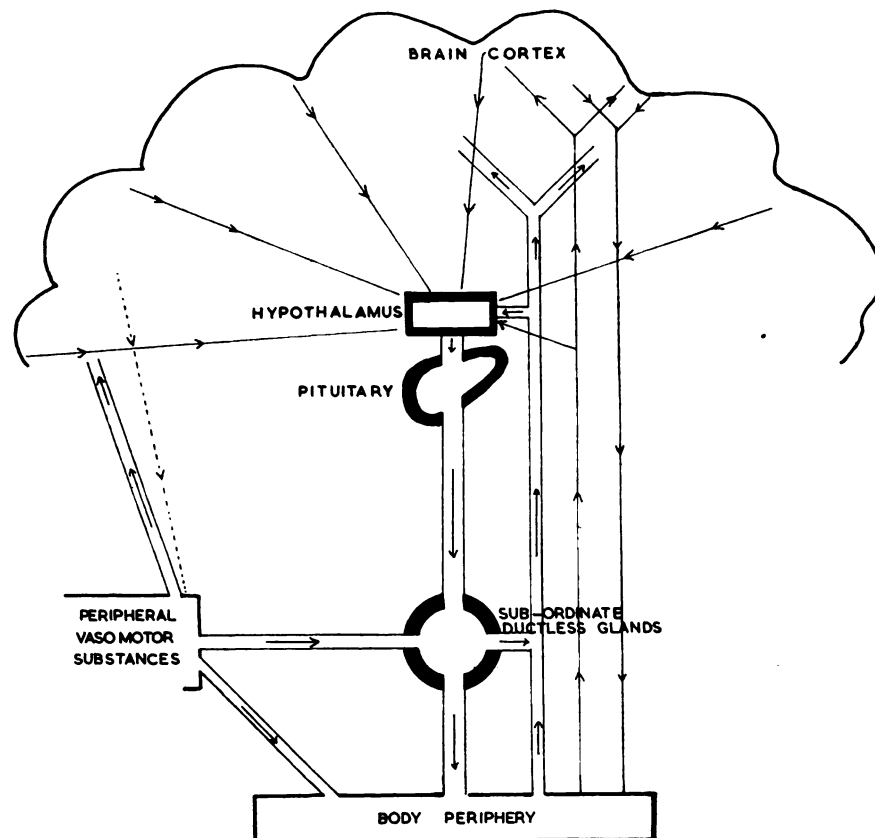 BRAIN CORTEX
HYPOTHALAMUS
PITUITARY
SUB-ORDINATE
DUCTLESS GLANDS
PERIPHERAL
VASO MOTOR
SUBSTANCES
BODY PERIPHERY